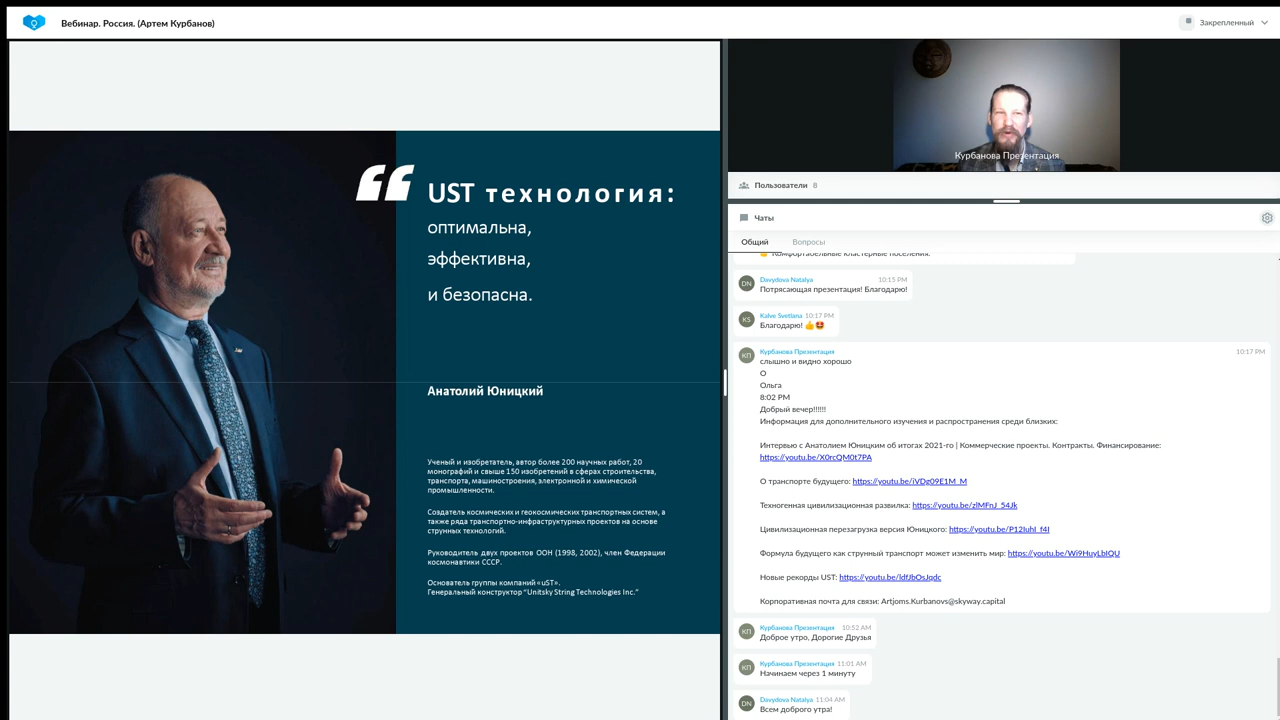 Вебинар. Россия. (Артем Курбанов)
Закрепленный
“
UST технология:
оптимальна,
эффективна,
и безопасна.
Анатолий Юницкий
Ученый и изобретатель, автор более 200 научных работ, 20
монографий и свыше 150 изобретений в сферах строительства,
транспорта, машиностроения, электронной и химической
промышленности.
Создатель космических и геокосмических транспортных систем, а
также ряда транспортно-инфраструктурных проектов на основе
струнных технологий.
Руководитель двух проектов ООН (1998, 2002), член Федерации
космонавтики СССР.
Основатель группы компаний «uST».
Генеральный конструктор “Unitsky String Technologies Inc.”
Курбанова Презентация
Пользователи 8
Чаты
Общий Вопросы
Комфортабельные кластерные поселения.
DN Davydova Natalya 10:15 PM
Потрясающая презентация! Благодарю!
KS Kalve Svetlana 10:17 PM
Благодарю! 👍🤩
КП Курбанова Презентация 10:17 PM
слышно и видно хорошо
О
Ольга
8:02 PM
Добрый вечер!!!!!!
Информация для дополнительного изучения и распространия среди близких:
Интервью с Анатолием Юницким об итогах 2021-го | Коммерческие проекты. Контракты. Финансирование:
https://youtu.be/X0rcQM0t7PA
О транспорте будущего: https://youtu.be/iVDg09E1M_M
Техногенная цивилизационная развилка: https://youtu.be/zlMFnJ_54Jk
Цивилизационная перезагрузка версия Юницкого: https://youtu.be/P12IuhI_f4I
Формула будущего как струнный транспорт может изменить мир: https://youtu.be/Wi9HuyLbIQU
Новые рекорды UST: https://youtu.be/ldfJbOsJqdc
Корпоративная почта для связи: Artjoms.Kurbanovs@skyway.capital
КП Курбанова Презентация 10:52 AM
Доброе утро, Дорогие Друзья
КП Курбанова Презентация 11:01 AM
Начинаем через 1 минуту
DN Davydova Natalya 11:04 AM
Всем доброго утра!